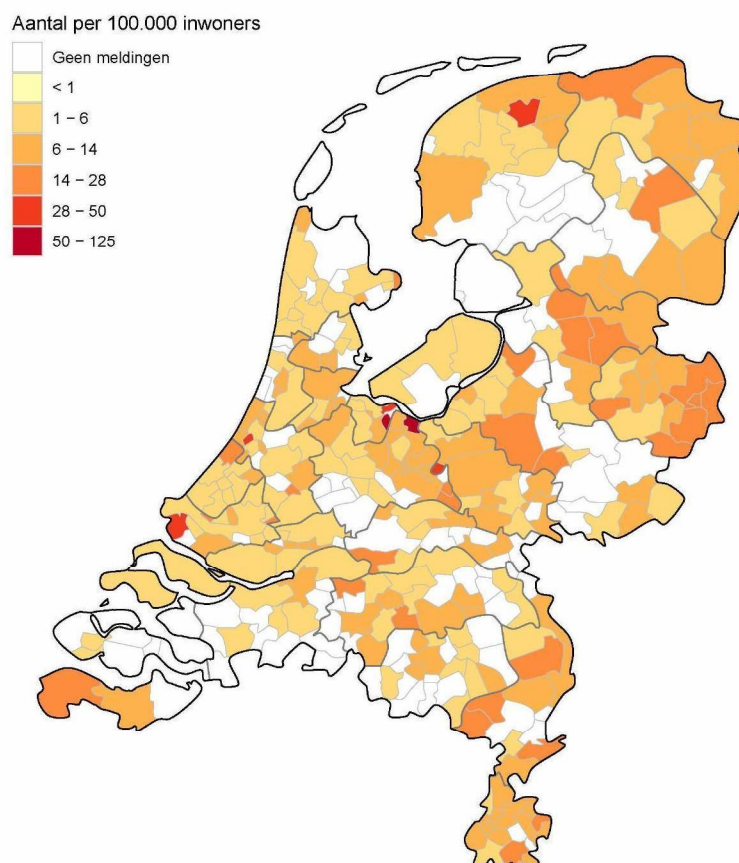 Aantal per 100.000 inwoners
Geen meldingen
< 1
1 – 6
6 – 14
14 – 28
28 – 50
50 – 125